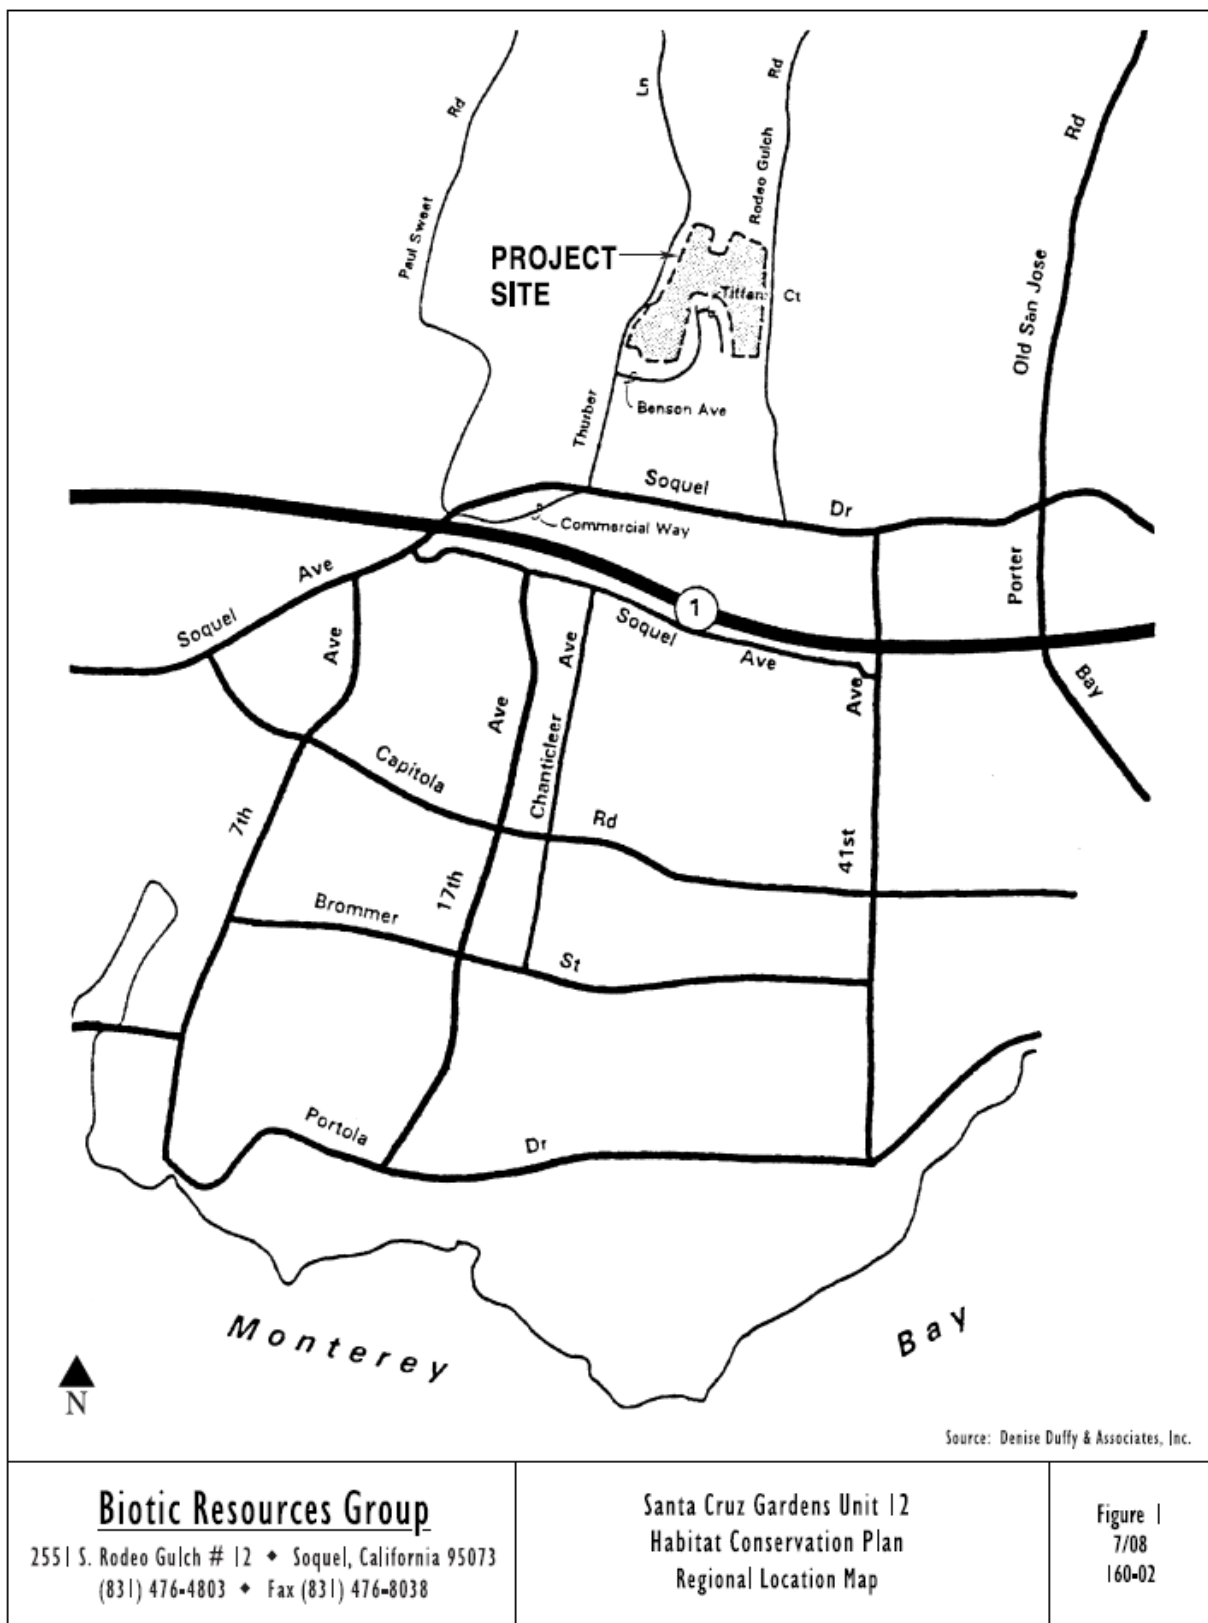 Rd
Ln
Rd
Rd
Paul Sweet
Rodeo Gulch
Old San Jose
PROJECT
SITE
Tiffan
Ct
Thurber
Benson Ave
Soquel
Dr
Commercial Way
Porter
Ave
Soquel
1
Ave
Ave
Soquel
Ave
Ave
Bay
Ave
Chanticleer
Capitola
Rd
7th
41st
17th
Brommer
St
Portola
Dr
Monterey
Bay
N
Source: Denise Duffy & Associates, Inc.
Biotic Resources Group
2551 S. Rodeo Gulch # 12 ♦ Soquel, California 95073
(831) 476-4803 ♦ Fax (831) 476-8038
Santa Cruz Gardens Unit 12
Habitat Conservation Plan
Regional Location Map
Figure 1
7/08
160-02